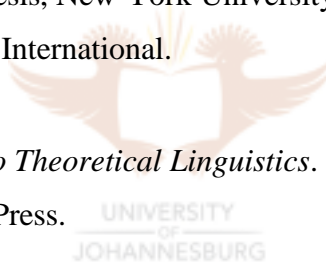 esis, New York University
International.
o Theoretical Linguistics.
Press.
UNIVERSITY
OF
JOHANNESBURG